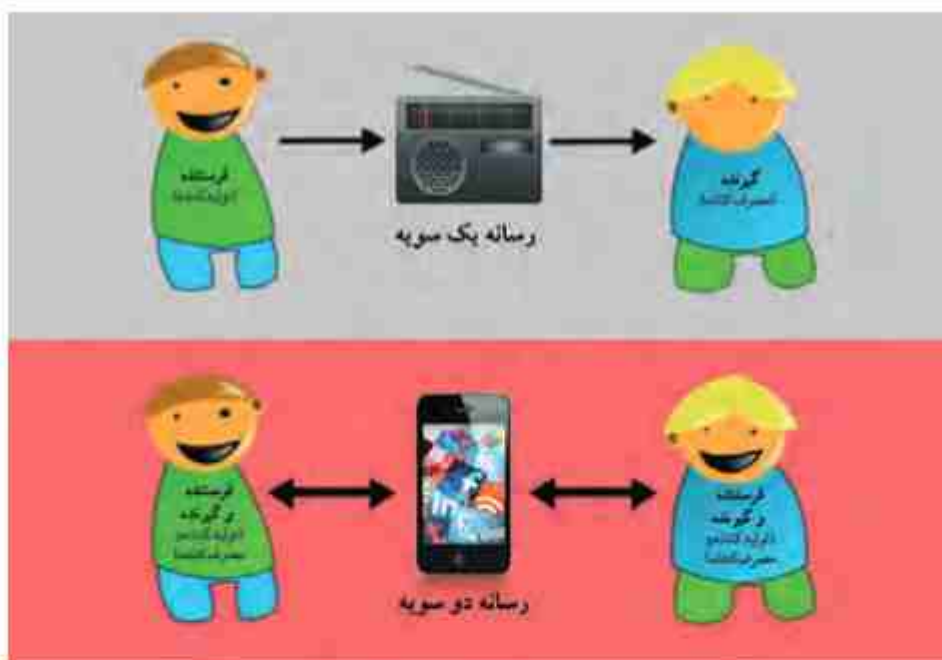 فرستنده
(تولیدکننده)
گیرنده
(مصرف‌کننده)
رسانه یک سویه
فرستنده
و گیرنده
(تولیدکننده و
مصرف‌کننده)
فرستنده
و گیرنده
(تولیدکننده و
مصرف‌کننده)
رسانه دو سویه